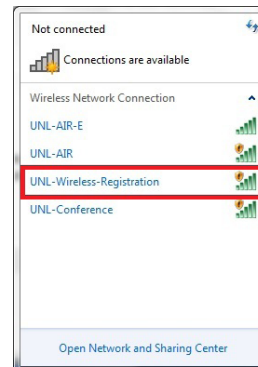 Not connected
Connections are available
Wireless Network Connection
UNL-AIR-E
UNL-AIR
UNL-Wireless-Registration
UNL-Conference
Open Network and Sharing Center